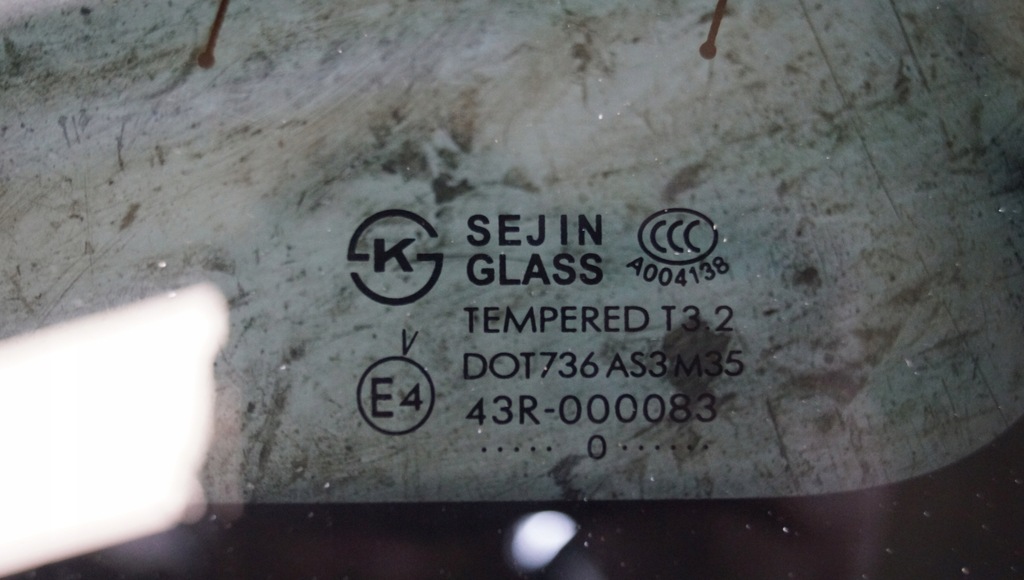 K SEJIN CCC
GLASS A004138
TEMPERED T3.2
V DOT736 AS3 M35
E4 43R-000083
..... 0 ......